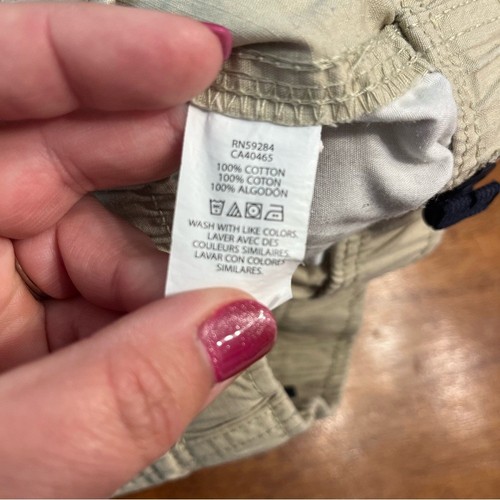 RN59284
CA40465
100% COTTON
100% COTON
100% ALGODÓN
WASH WITH LIKE COLORS.
LAVER AVEC DES
COULEURS SIMILAIRES.
LAVAR CON COLORES
SIMILARES.